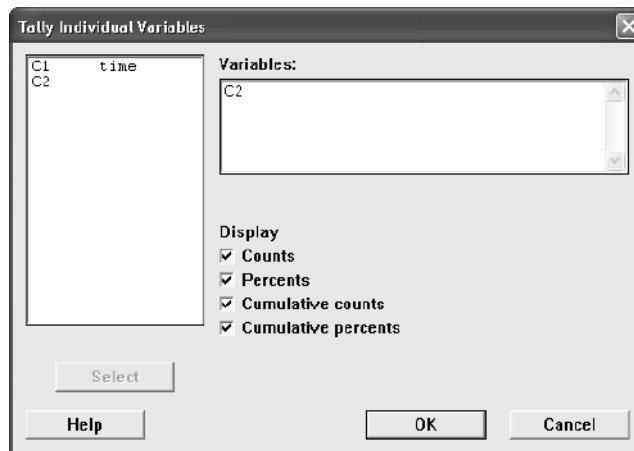 Tally Individual Variables
C1 time
C2
Variables:
C2
Display
Counts
Percents
Cumulative counts
Cumulative percents
Select
Help
OK
Cancel